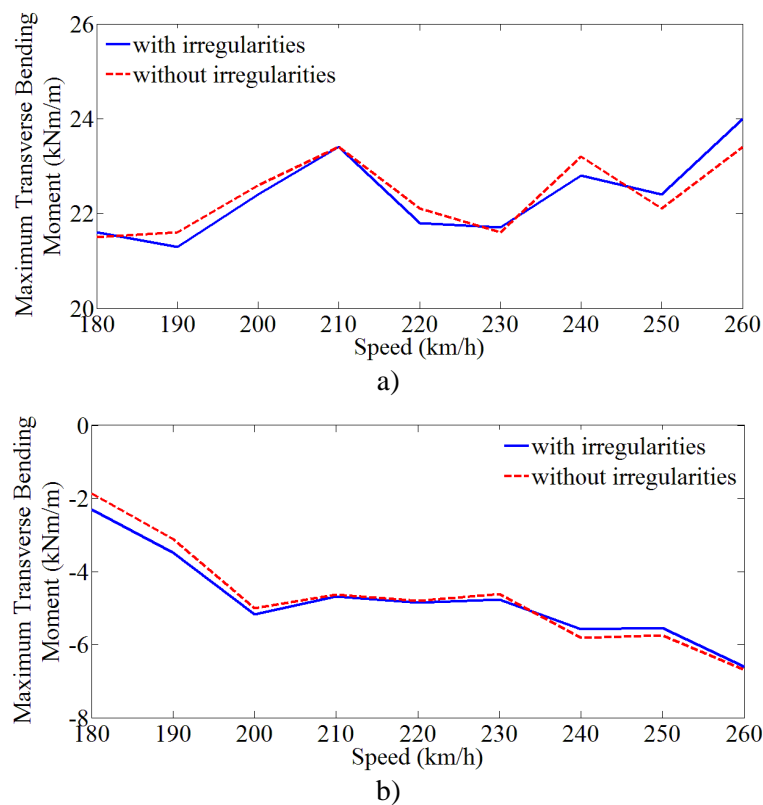 Maximum Transverse Bending
Moment (kNm/m)
26
24
22
20
with irregularities
without irregularities
180 190 200 210 220 230 240 250 260
Speed (km/h)
a)
Maximum Transverse Bending
Moment (kNm/m)
0
-2
-4
-6
-8
with irregularities
without irregularities
180 190 200 210 220 230 240 250 260
Speed (km/h)
b)